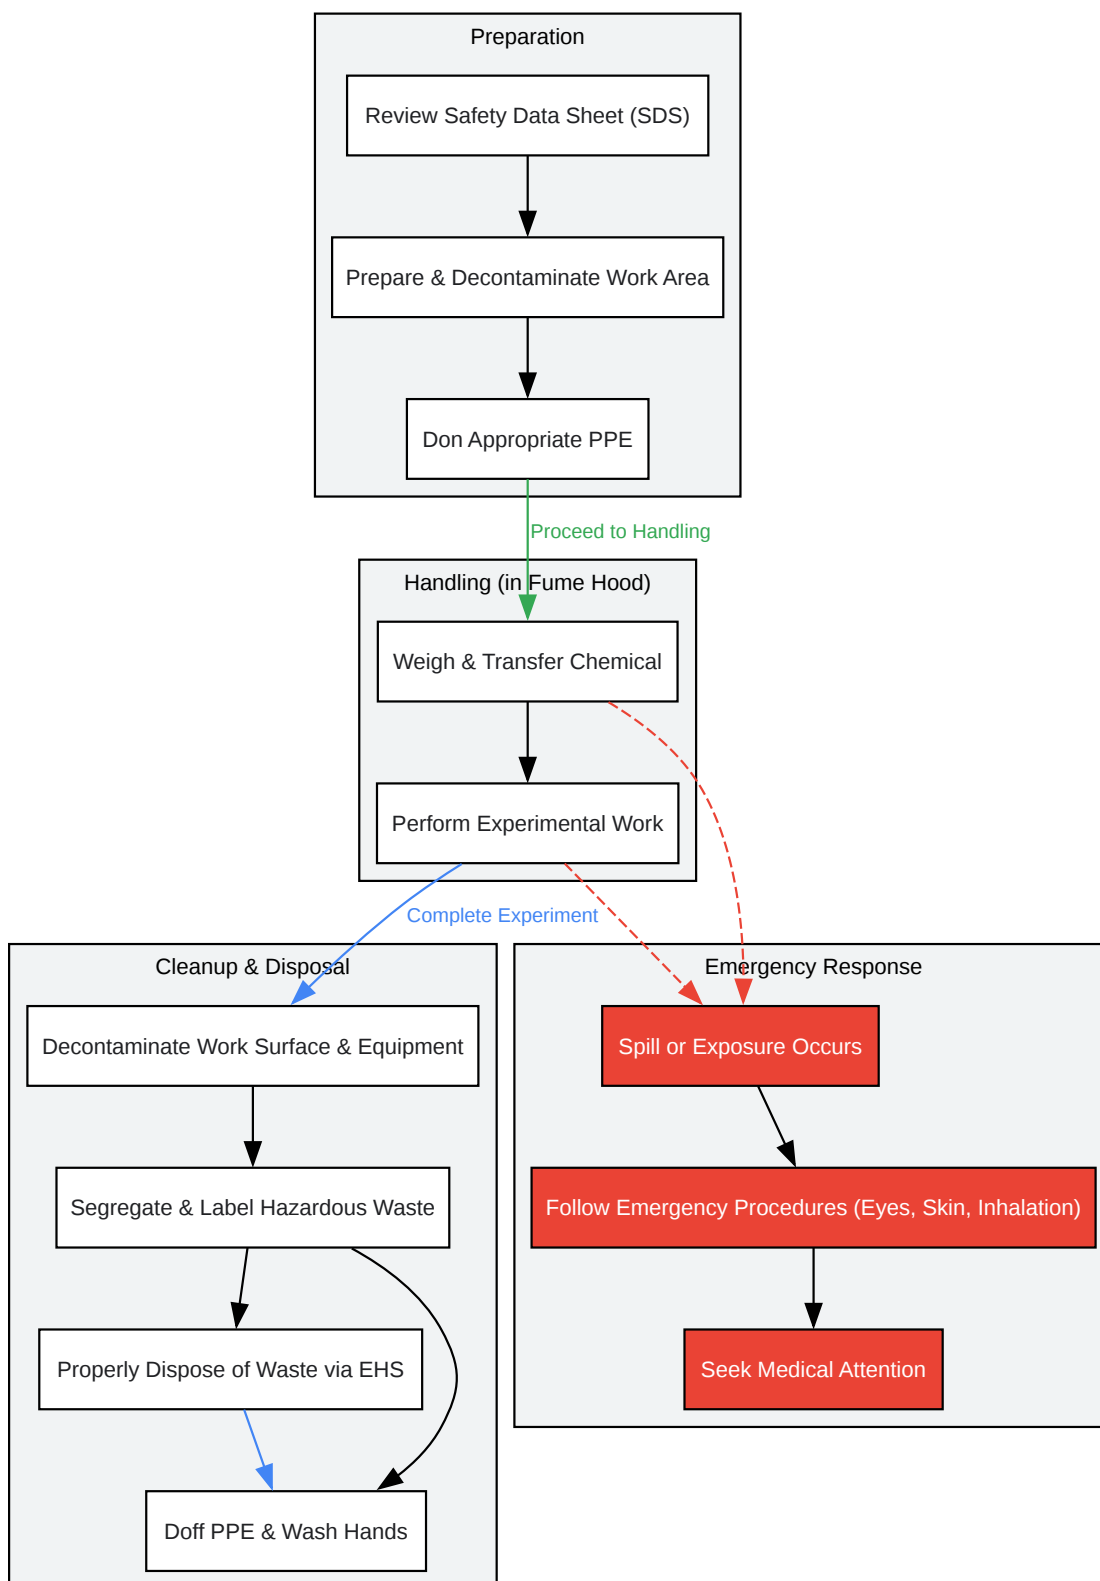 Preparation
Review Safety Data Sheet (SDS)
Prepare & Decontaminate Work Area
Don Appropriate PPE
Proceed to Handling
Handling (in Fume Hood)
Weigh & Transfer Chemical
Perform Experimental Work
Complete Experiment
Cleanup & Disposal
Decontaminate Work Surface & Equipment
Segregate & Label Hazardous Waste
Properly Dispose of Waste via EHS
Doff PPE & Wash Hands
Emergency Response
Spill or Exposure Occurs
Follow Emergency Procedures (Eyes, Skin, Inhalation)
Seek Medical Attention